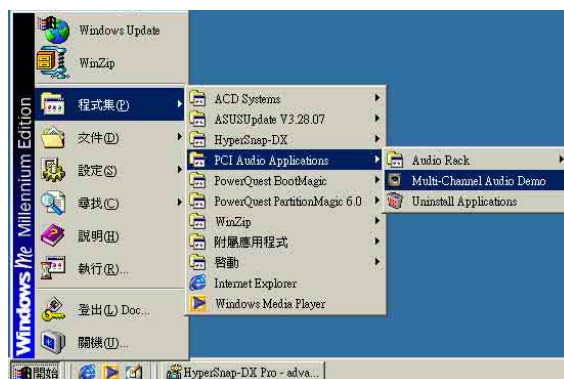 Windows Update
WinZip
程式集(P)
文件(D)
設定(S)
尋找(C)
說明(H)
執行(R)...
登出(L) Doc...
關機(U)...
Windows Me Millennium Edition
ACD Systems
ASUSUpdate V3.28.07
HyperSnap-DX
PCI Audio Applications
PowerQuest BootMagic
PowerQuest PartitionMagic 6.0
WinZip
附屬應用程式
啟動
Internet Explorer
Windows Media Player
Audio Rack
Multi-Channel Audio Demo
Uninstall Applications
開始
HyperSnap-DX Pro - adva...